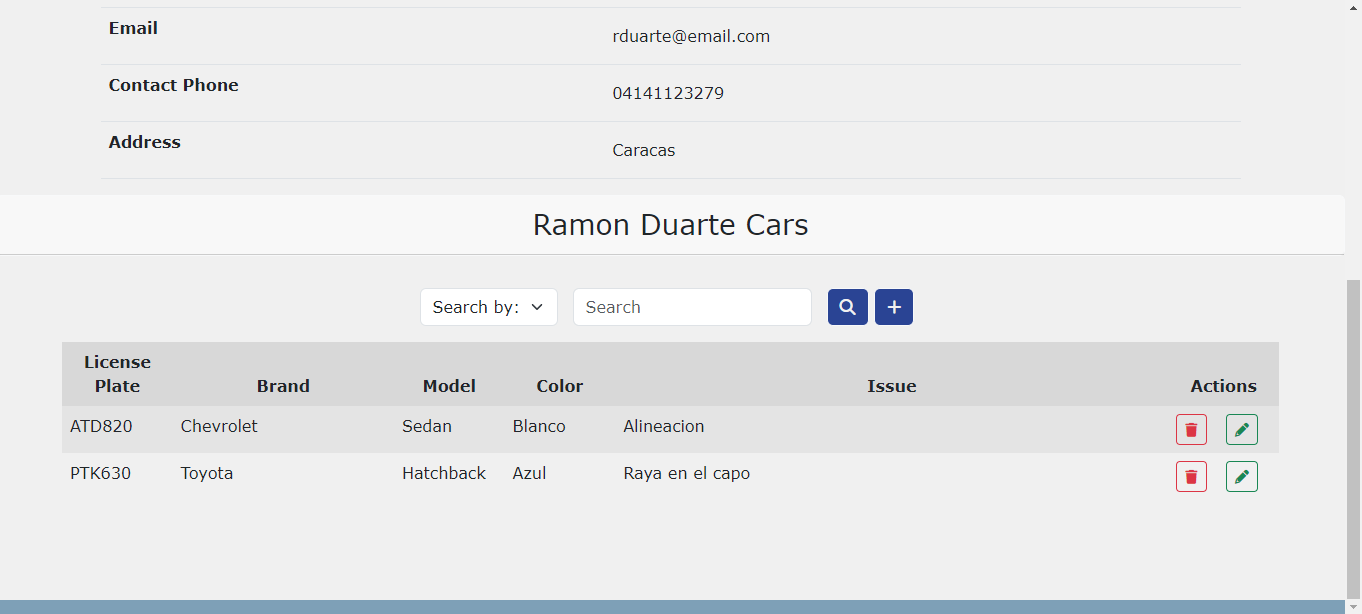 Email
rduarte@email.com
Contact Phone
04141123279
Address
Caracas
Ramon Duarte Cars
Search by:
Search
License Plate Brand Model Color Issue Actions
ATD820 Chevrolet Sedan Blanco Alineacion
PTK630 Toyota Hatchback Azul Raya en el capo